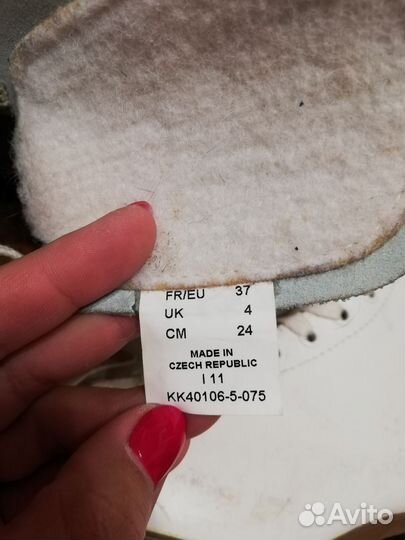 FR/EU 37
UK 4
CM 24
MADE IN
CZECH REPUBLIC
I 11
KK40106-5-075
Avito